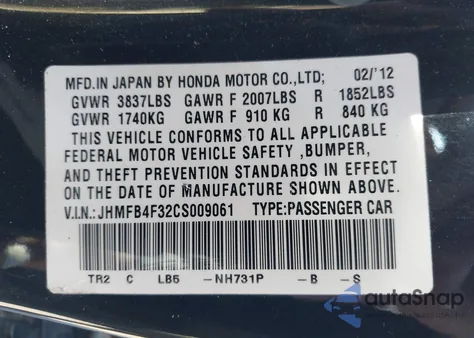 MFD.IN JAPAN BY HONDA MOTOR CO.,LTD; 02/'12
GVWR 3837LBS GAWR F 2007LBS R 1852LBS
GVWR 1740KG GAWR F 910 KG R 840 KG
THIS VEHICLE CONFORMS TO ALL APPLICABLE
FEDERAL MOTOR VEHICLE SAFETY ,BUMPER,
AND THEFT PREVENTION STANDARDS IN EFFECT
ON THE DATE OF MANUFACTURE SHOWN ABOVE.
V.I.N.: JHMFB4F32CS009061 TYPE:PASSENGER CAR
TR2 C LB6 -NH731P -B -S
autoSnap